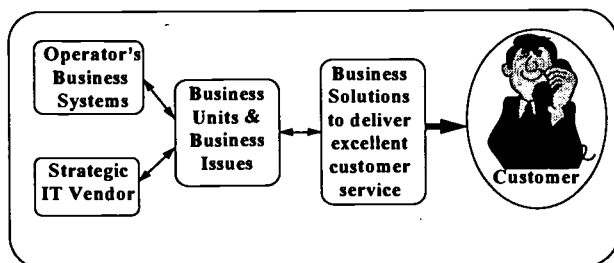 Operator's
Business
Systems
Strategic
IT Vendor
Business
Units &
Business
Issues
Business
Solutions
to deliver
excellent
customer
service
Customer